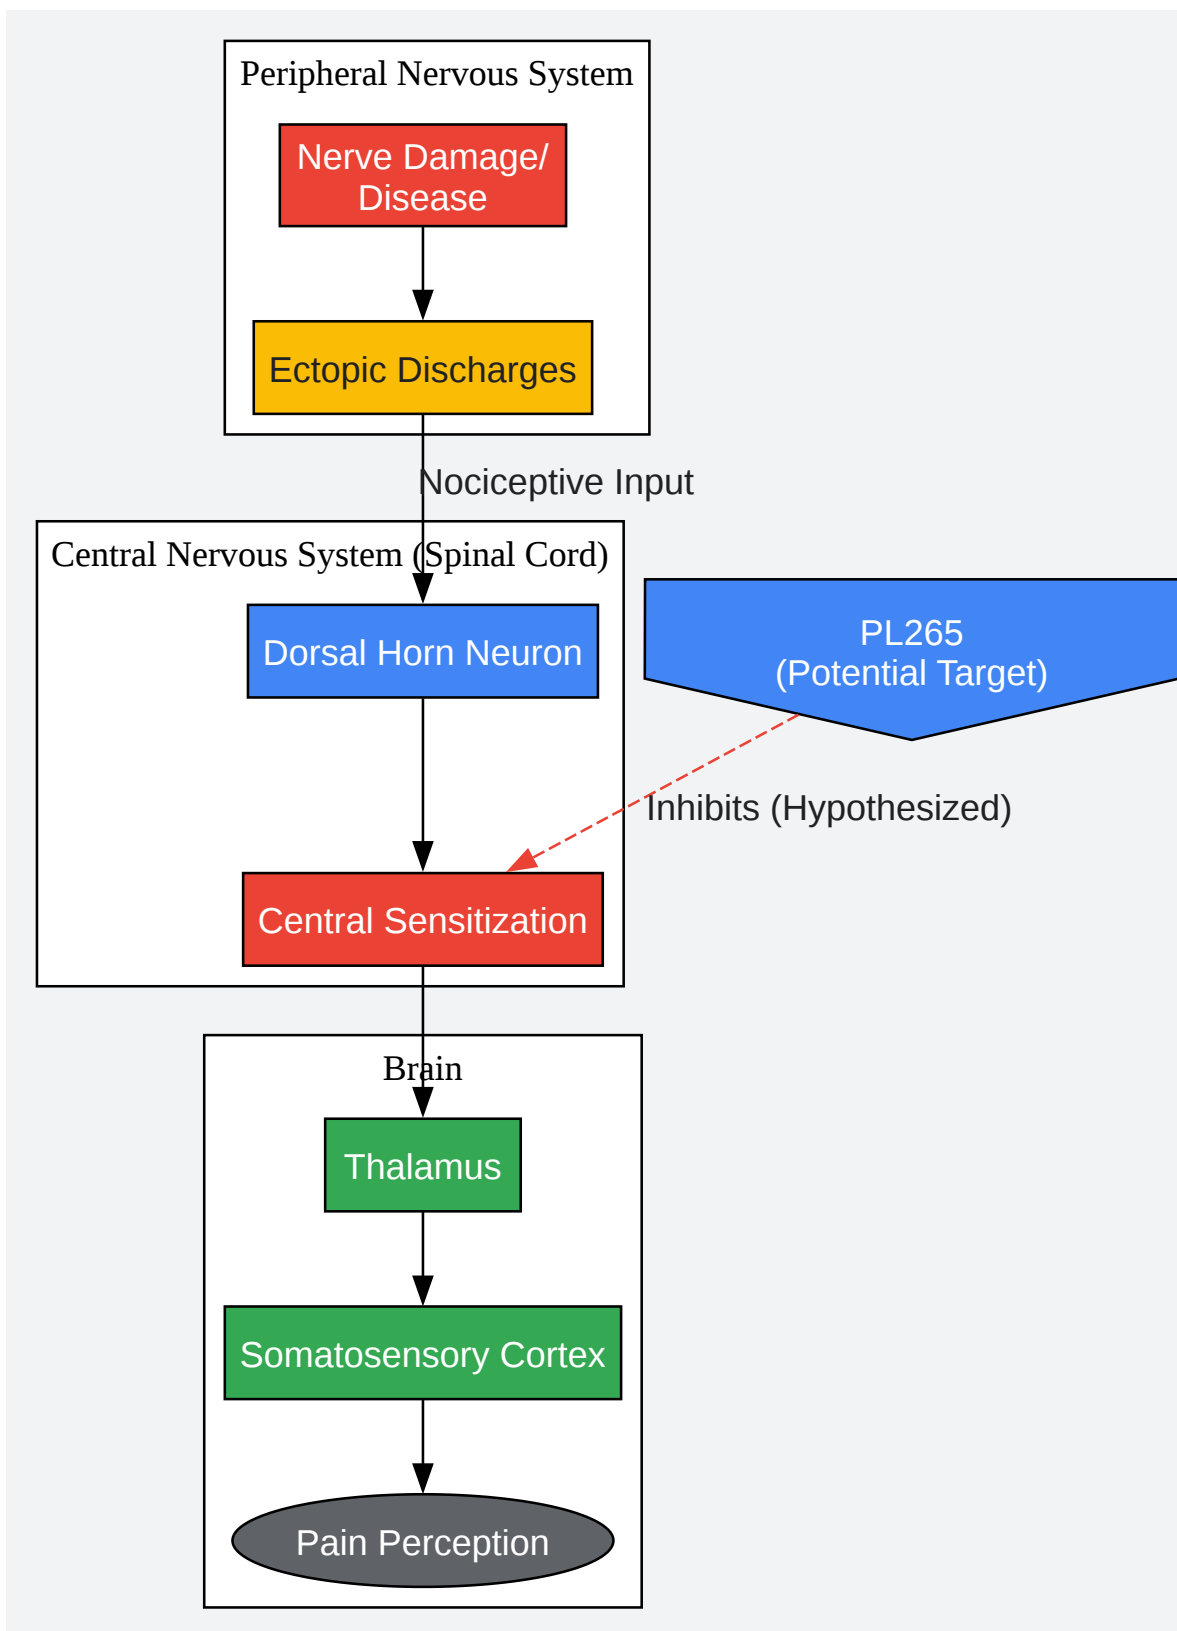 Peripheral Nervous System
Nerve Damage/
Disease
Ectopic Discharges
Nociceptive Input
Central Nervous System (Spinal Cord)
Dorsal Horn Neuron
PL265
(Potential Target)
Inhibits (Hypothesized)
Central Sensitization
Brain
Thalamus
Somatosensory Cortex
Pain Perception